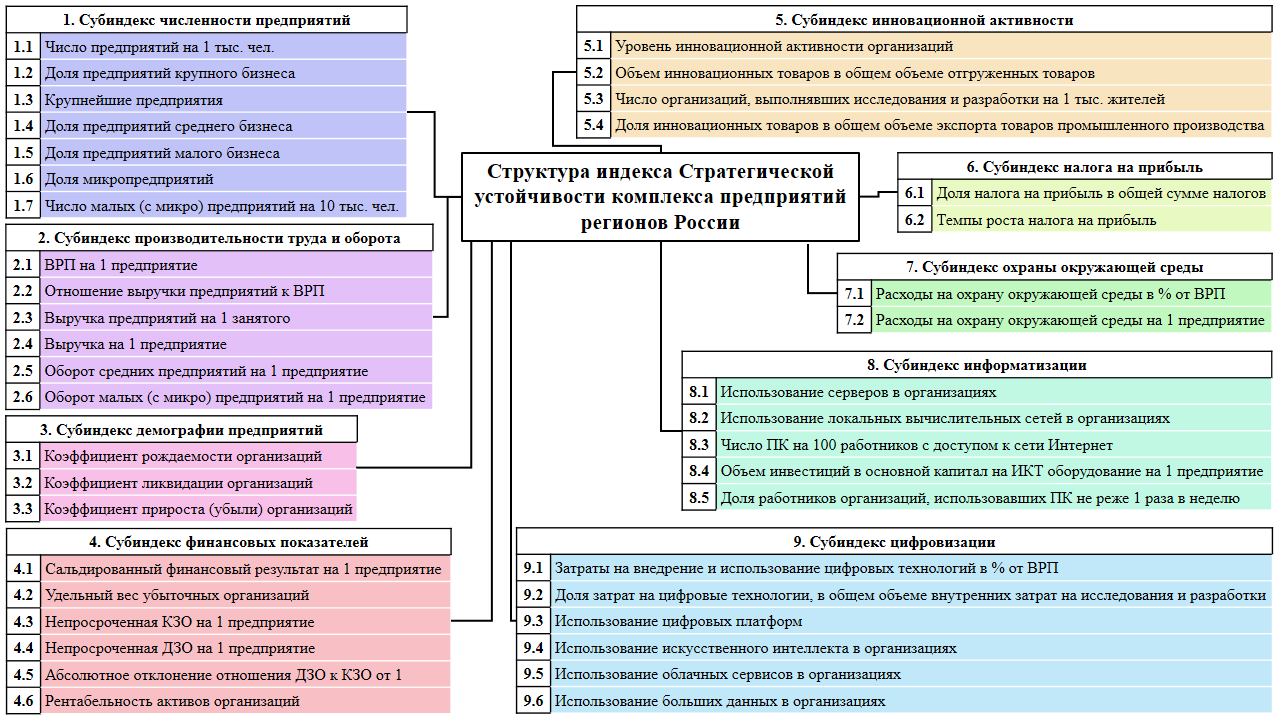 1. Субиндекс численности предприятий
1.1 Число предприятий на 1 тыс. чел.
1.2 Доля предприятий крупного бизнеса
1.3 Крупнейшие предприятия
1.4 Доля предприятий среднего бизнеса
1.5 Доля предприятий малого бизнеса
1.6 Доля микропредприятий
1.7 Число малых (с микро) предприятий на 10 тыс. чел.
2. Субиндекс производительности труда и оборота
2.1 ВРП на 1 предприятие
2.2 Отношение выручки предприятий к ВРП
2.3 Выручка предприятий на 1 занятого
2.4 Выручка на 1 предприятие
2.5 Оборот средних предприятий на 1 предприятие
2.6 Оборот малых (с микро) предприятий на 1 предприятие
3. Субиндекс демографии предприятий
3.1 Коэффициент рождаемости организаций
3.2 Коэффициент ликвидации организаций
3.3 Коэффициент прироста (убыли) организаций
4. Субиндекс финансовых показателей
4.1 Сальдированный финансовый результат на 1 предприятие
4.2 Удельный вес убыточных организаций
4.3 Непросроченная КЗО на 1 предприятие
4.4 Непросроченная ДЗО на 1 предприятие
4.5 Абсолютное отклонение отношения ДЗО к КЗО от 1
4.6 Рентабельность активов организаций
Структура индекса Стратегической
устойчивости комплекса предприятий
регионов России
5. Субиндекс инновационной активности
5.1 Уровень инновационной активности организаций
5.2 Объем инновационных товаров в общем объеме отгруженных товаров
5.3 Число организаций, выполнявших исследования и разработки на 1 тыс. жителей
5.4 Доля инновационных товаров в общем объеме экспорта товаров промышленного производства
6. Субиндекс налога на прибыль
6.1 Доля налога на прибыль в общей сумме налогов
6.2 Темпы роста налога на прибыль
7. Субиндекс охраны окружающей среды
7.1 Расходы на охрану окружающей среды в % от ВРП
7.2 Расходы на охрану окружающей среды на 1 предприятие
8. Субиндекс информатизации
8.1 Использование серверов в организациях
8.2 Использование локальных вычислительных сетей в организациях
8.3 Число ПК на 100 работников с доступом к сети Интернет
8.4 Объем инвестиций в основной капитал на ИКТ оборудование на 1 предприятие
8.5 Доля работников организаций, использовавших ПК не реже 1 раза в неделю
9. Субиндекс цифровизации
9.1 Затраты на внедрение и использование цифровых технологий в % от ВРП
9.2 Доля затрат на цифровые технологии, в общем объеме внутренних затрат на исследования и разработки
9.3 Использование цифровых платформ
9.4 Использование искусственного интеллекта в организациях
9.5 Использование облачных сервисов в организациях
9.6 Использование больших данных в организациях